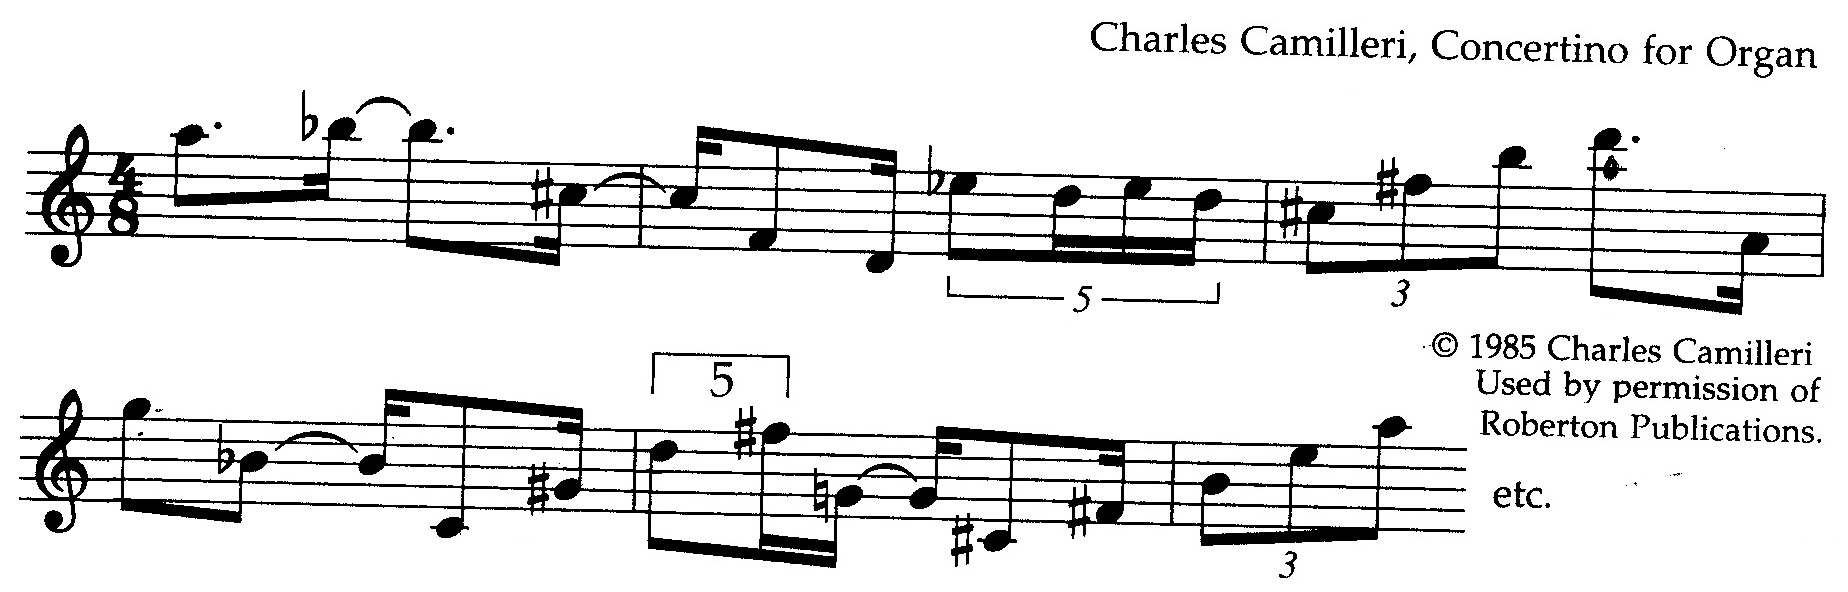 Charles Camilleri, Concertino for Organ
4
8
5
3
© 1985 Charles Camilleri
Used by permission of
Roberton Publications.
5
etc.
3